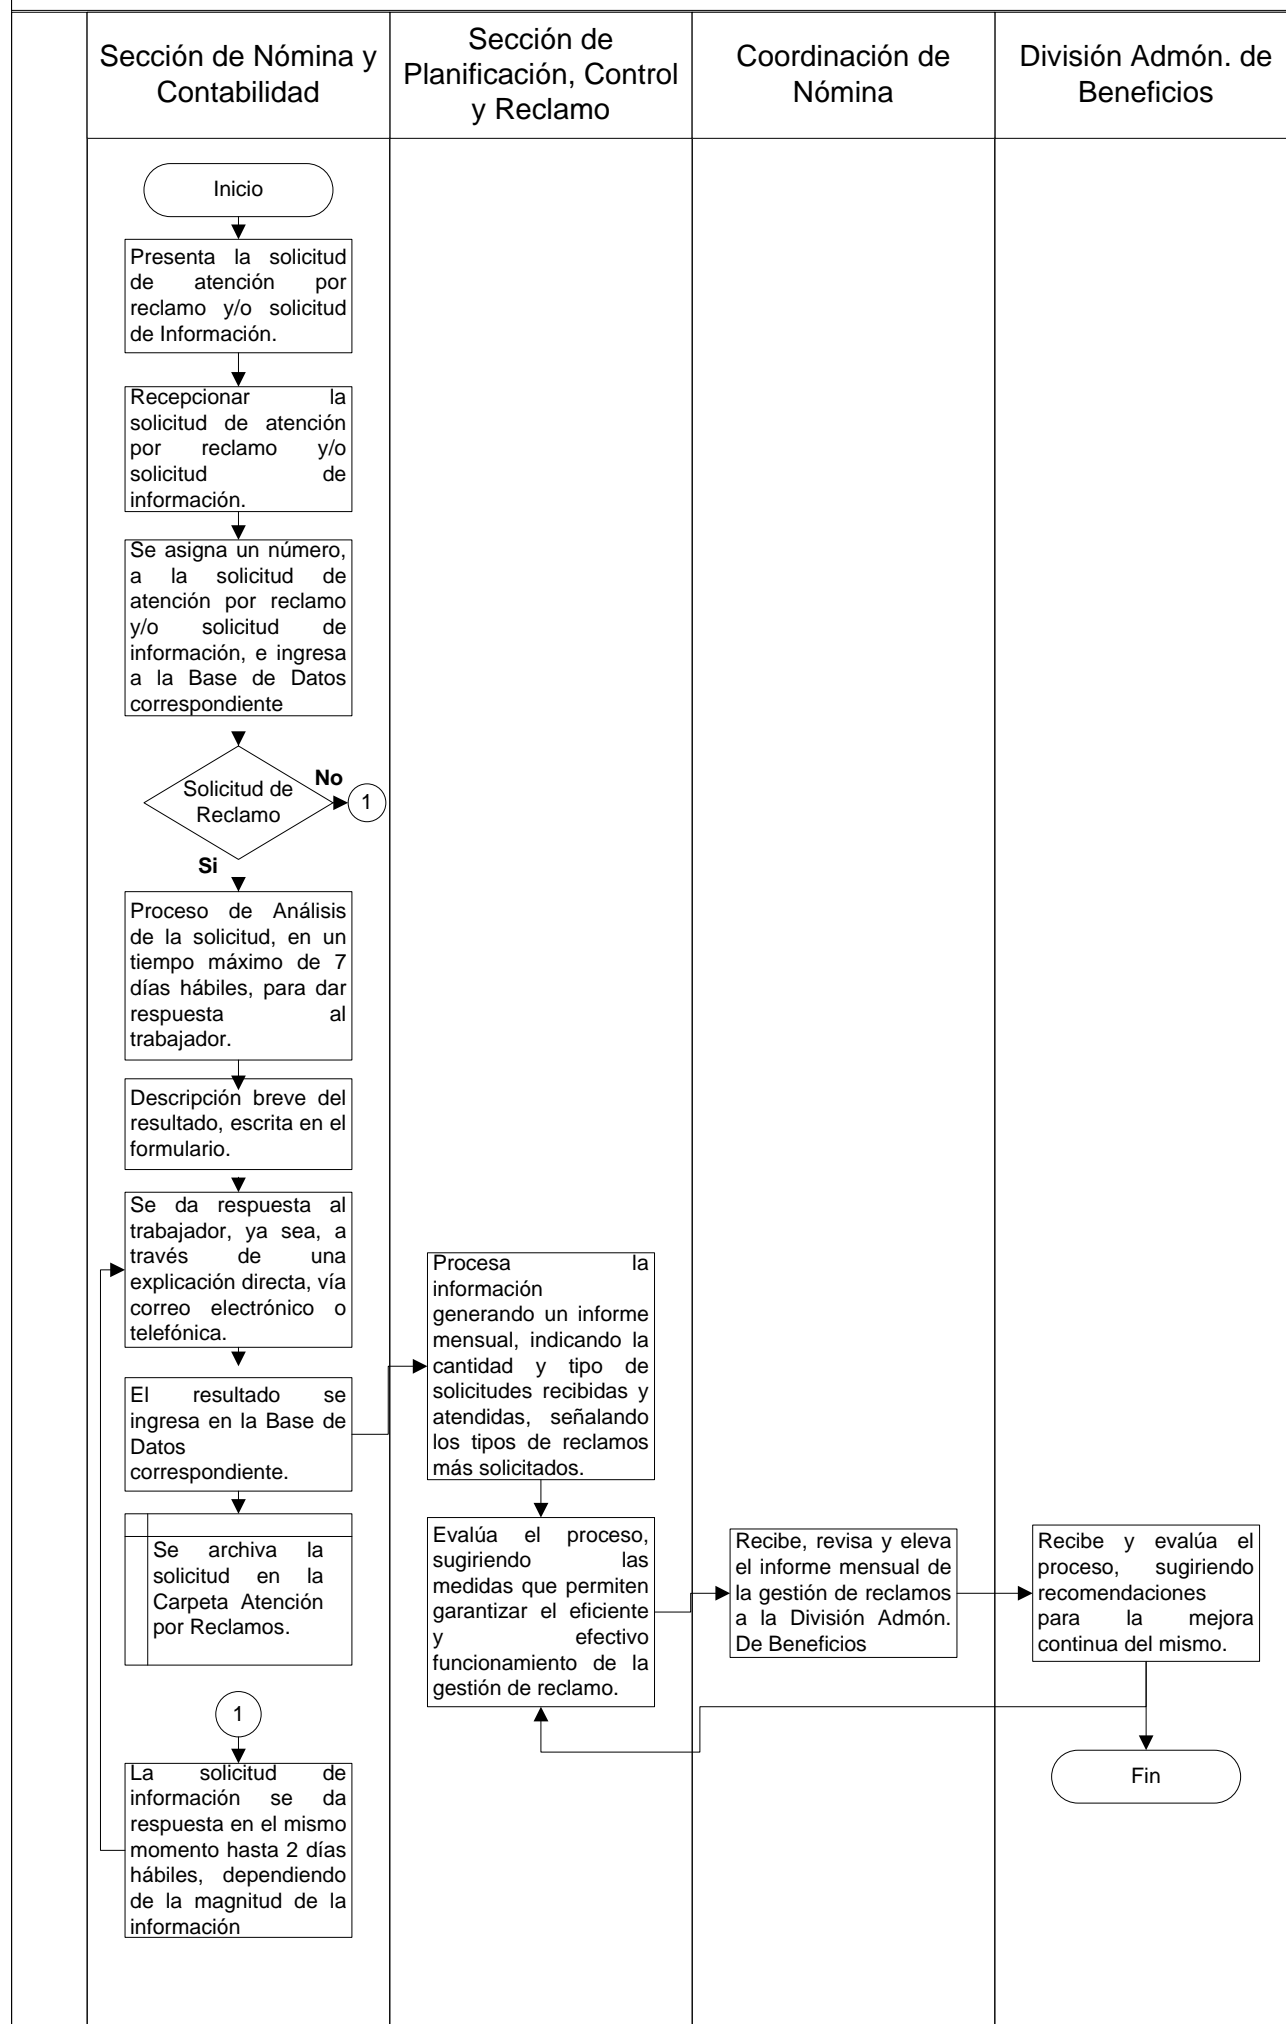 Sección de Nómina y
Contabilidad
Sección de
Planificación, Control
y Reclamo
Coordinación de
Nómina
División Admón. de
Beneficios
Inicio
Presenta la solicitud
de atención por
reclamo y/o solicitud
de Información.
Recepcionar la
solicitud de atención
por reclamo y/o
solicitud de
información.
Se asigna un número,
a la solicitud de
atención por reclamo
y/o solicitud de
información, e ingresa
a la Base de Datos
correspondiente
Solicitud de
Reclamo
No
1
Si
Proceso de Análisis
de la solicitud, en un
tiempo máximo de 7
días hábiles, para dar
respuesta al
trabajador.
Descripción breve del
resultado, escrita en el
formulario.
Se da respuesta al
trabajador, ya sea, a
través de una
explicación directa, vía
correo electrónico o
telefónica.
El resultado se
ingresa en la Base de
Datos
correspondiente.
Se archiva la
solicitud en la
Carpeta Atención
por Reclamos.
1
La solicitud de
información se da
respuesta en el mismo
momento hasta 2 días
hábiles, dependiendo
de la magnitud de la
información
Procesa la
información
generando un informe
mensual, indicando la
cantidad y tipo de
solicitudes recibidas y
atendidas, señalando
los tipos de reclamos
más solicitados.
Evalúa el proceso,
sugiriendo las
medidas que permiten
garantizar el eficiente
y efectivo
funcionamiento de la
gestión de reclamo.
Recibe, revisa y eleva
el informe mensual de
la gestión de reclamos
a la División Admón.
De Beneficios
Recibe y evalúa el
proceso, sugiriendo
recomendaciones
para la mejora
continua del mismo.
Fin